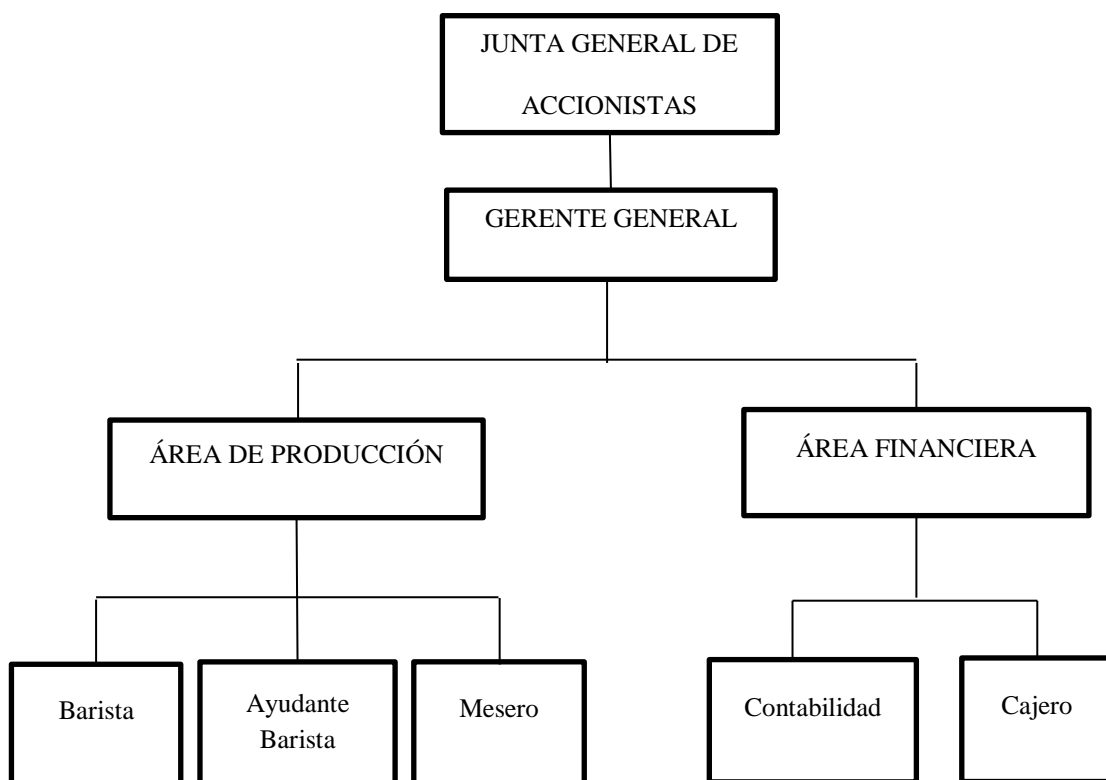 JUNTA GENERAL DE
ACCIONISTAS
GERENTE GENERAL
ÁREA DE PRODUCCIÓN
ÁREA FINANCIERA
Barista
Ayudante
Barista
Mesero
Contabilidad
Cajero